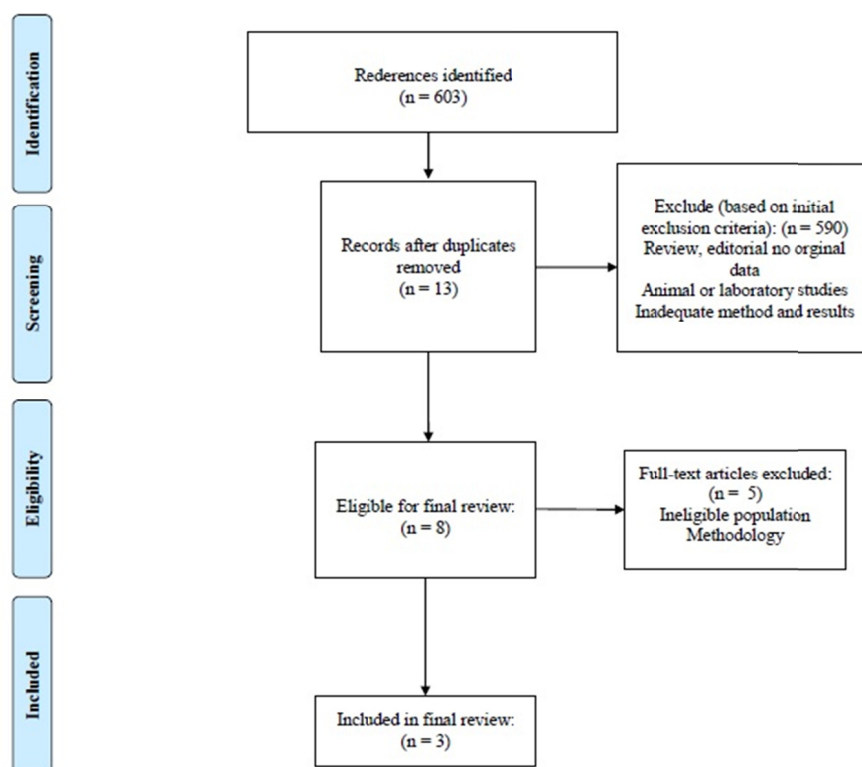 Identification
Rederences identified
(n = 603)
Screening
Records after duplicates
removed
(n = 13)
Exclude (based on initial
exclusion criteria): (n = 590)
Review, editorial no orginal
data
Animal or laboratory studies
Inadequate method and results
Eligibility
Eligible for final review:
(n = 8)
Full-text articles excluded:
(n = 5)
Ineligible population
Methodology
Included
Included in final review:
(n = 3)